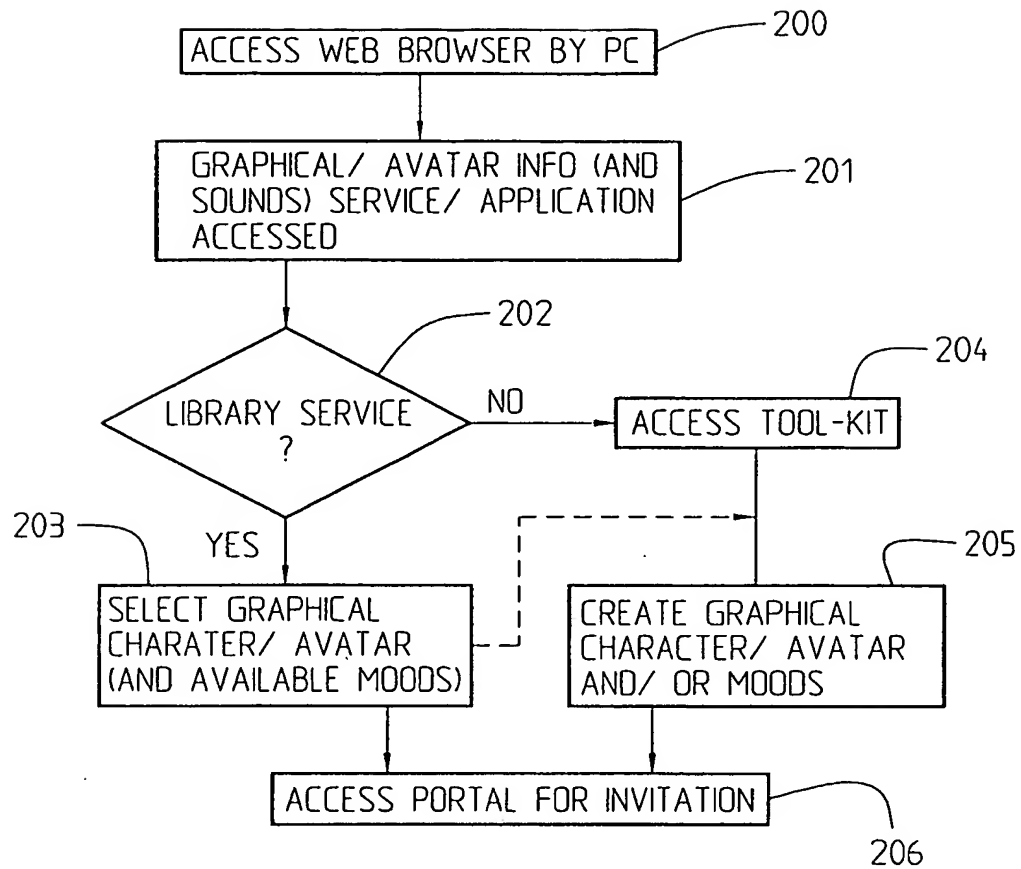 200
ACCESS WEB BROWSER BY PC
GRAPHICAL/ AVATAR INFO (AND
SOUNDS) SERVICE/ APPLICATION
ACCESSED
201
202
LIBRARY SERVICE
?
NO
204
ACCESS TOOL-KIT
203
YES
205
SELECT GRAPHICAL
CHARATER/ AVATAR
(AND AVAILABLE MOODS)
CREATE GRAPHICAL
CHARACTER/ AVATAR
AND/ OR MOODS
ACCESS PORTAL FOR INVITATION
206